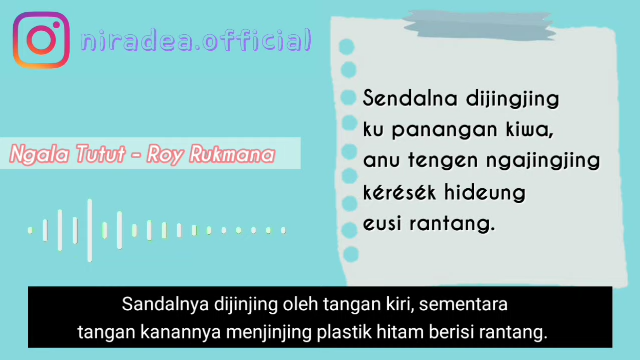 niradea.official
Ngala Tutut - Roy Rukmana
Sendalna dijingjing
ku panangan kiwa,
anu tengen ngajingjing
kérésék hideung
eusi rantang.
Sandalnya dijinjing oleh tangan kiri, sementara
tangan kanannya menjinjing plastik hitam berisi rantang.